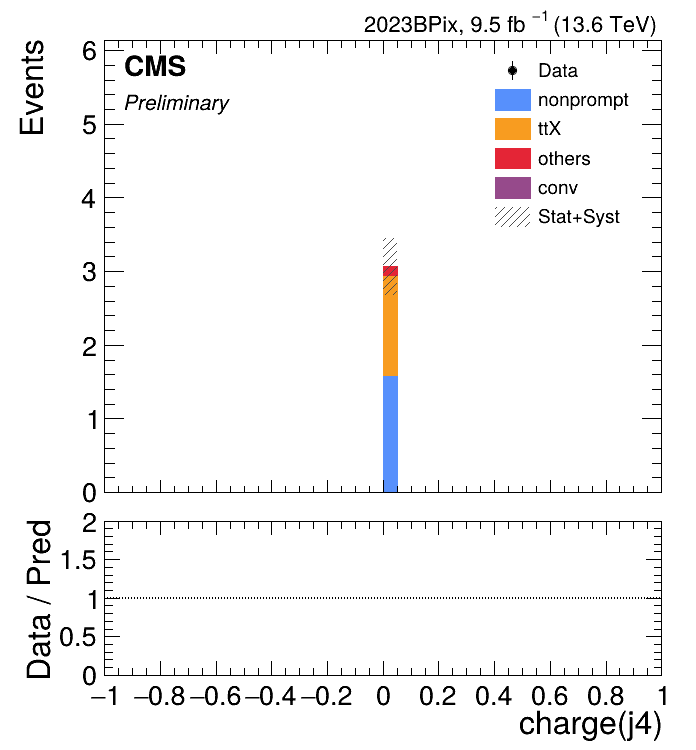 2023BPix, 9.5 fb⁻¹ (13.6 TeV)
CMS
Preliminary
Events
6
5
4
3
2
1
0
Data
nonprompt
ttX
others
conv
Stat+Syst
Data / Pred
2
1.5
1
0.5
0
−1 −0.8 −0.6 −0.4 −0.2 0 0.2 0.4 0.6 0.8 1
charge(j4)